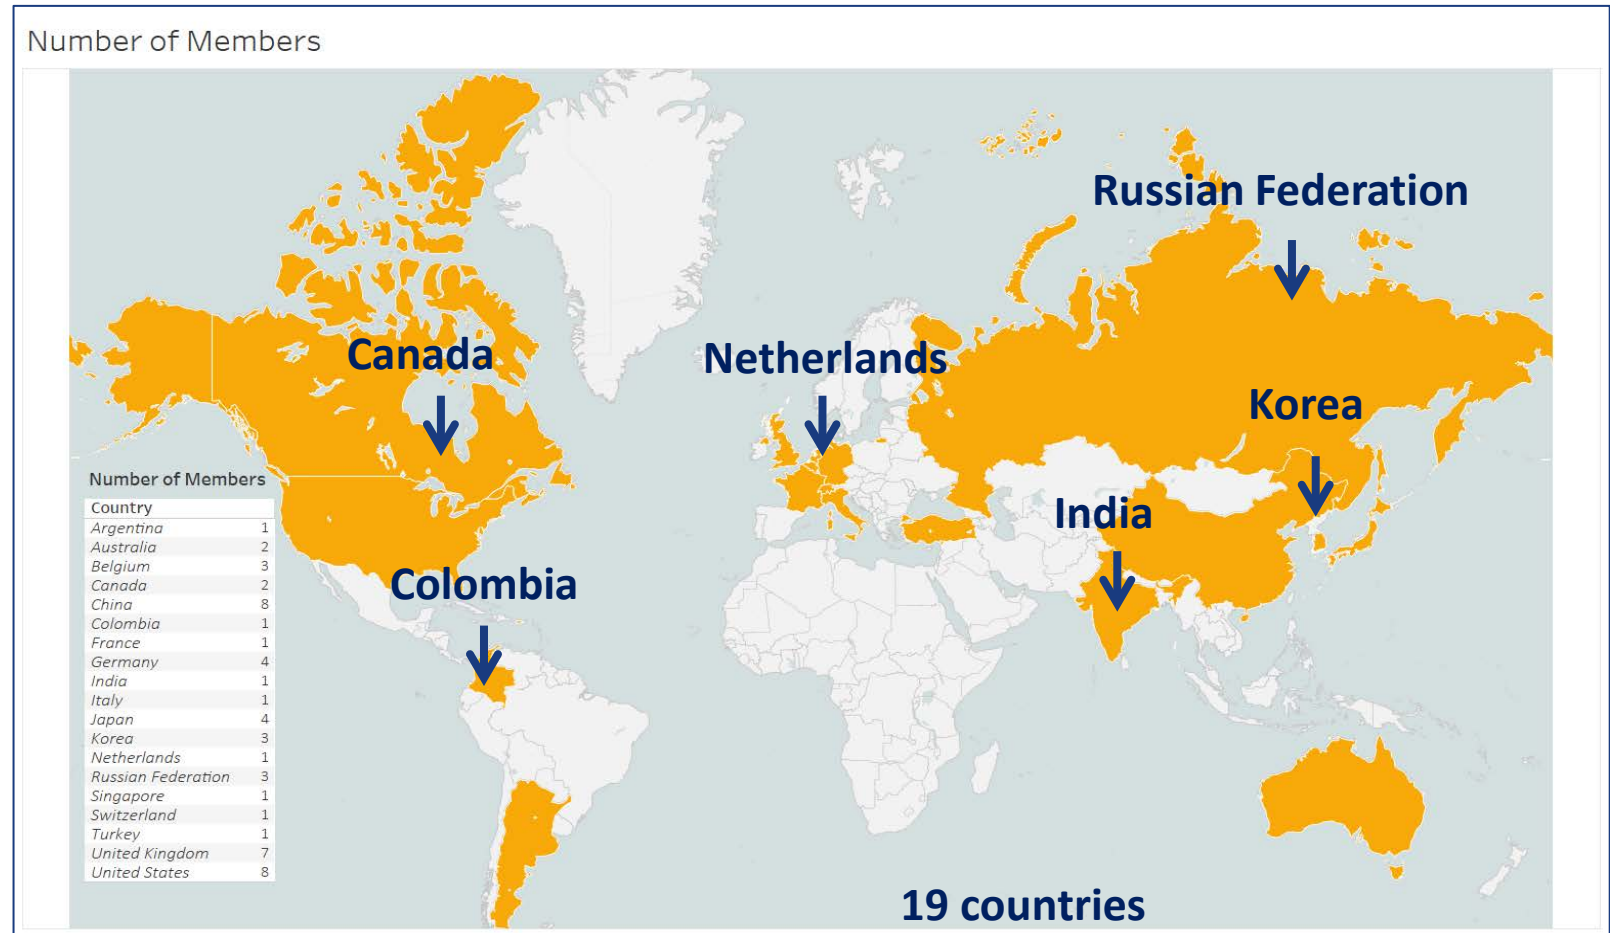 Number of Members
Russian Federation
Canada
Netherlands
Korea
Number of Members
India
Country
Argentina 1
Australia 2
Belgium 3
Canada 2
China 8
Colombia 1
France 1
Germany 4
India 1
Italy 1
Japan 4
Korea 3
Netherlands 1
Russian Federation 3
Singapore 1
Switzerland 1
Turkey 1
United Kingdom 7
United States 8
Colombia
19 countries